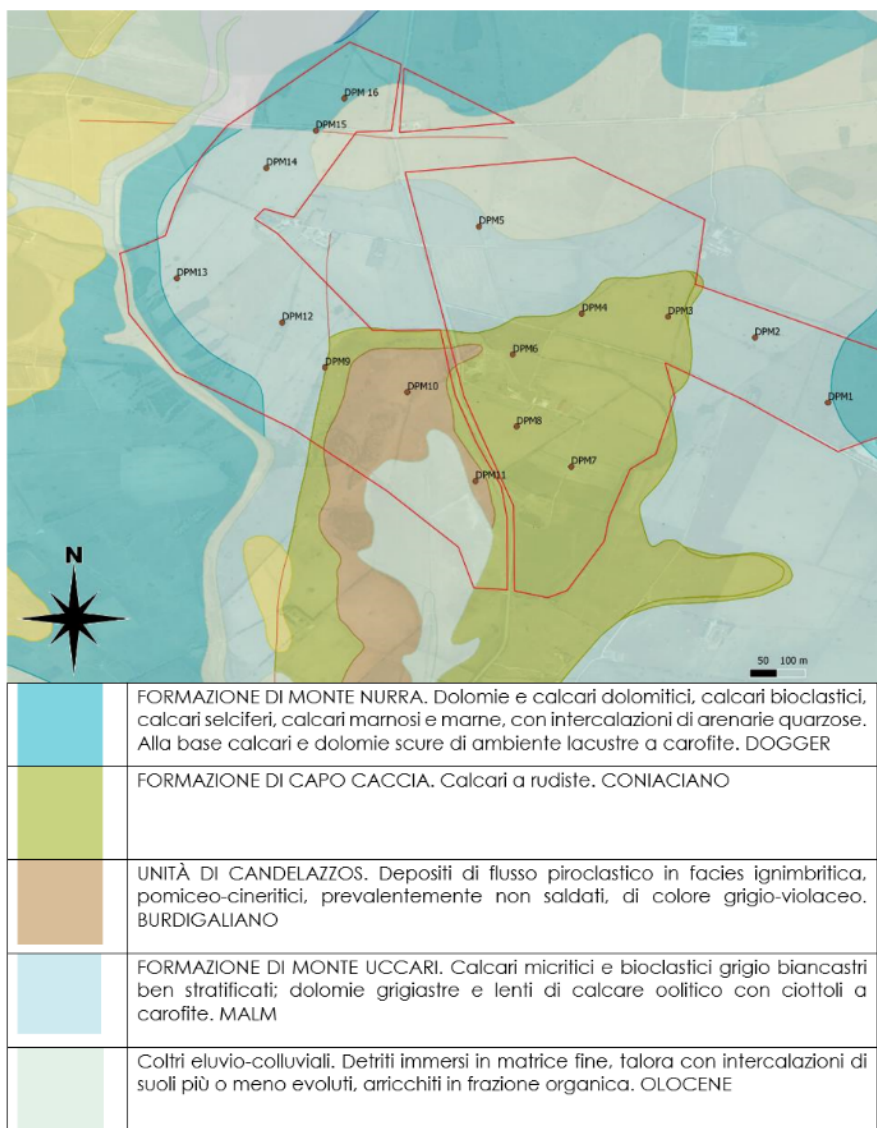 DPM 16
DPM15
DPM14
DPM5
DPM13
DPM12
DPM4
DPM3
DPM2
DPM6
DPM9
DPM10
DPM1
DPM8
DPM7
DPM11
N
50 100 m
FORMAZIONE DI MONTE NURRA. Dolomie e calcari dolomitici, calcari bioclastici,
calcari selciferi, calcari marnosi e marne, con intercalazioni di arenarie quarzose.
Alla base calcari e dolomie scure di ambiente lacustre a carofite. DOGGER
FORMAZIONE DI CAPO CACCIA. Calcari a rudiste. CONIACIANO
UNITÀ DI CANDELAZZOS. Depositi di flusso piroclastico in facies ignimbritica,
pomiceo-cineritici, prevalentemente non saldati, di colore grigio-violaceo.
BURDIGALIANO
FORMAZIONE DI MONTE UCCARI. Calcari micritici e bioclastici grigio biancastri
ben stratificati; dolomie grigiastre e lenti di calcare oolitico con ciottoli a
carofite. MALM
Coltri eluvio-colluviali. Detriti immersi in matrice fine, talora con intercalazioni di
suoli più o meno evoluti, arricchiti in frazione organica. OLOCENE